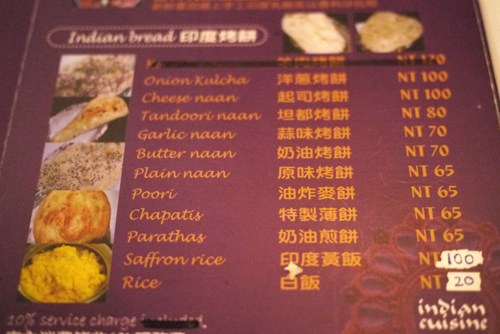 Indian bread 印度烤餅
NT 120
Onion Kulcha 洋蔥烤餅 NT 100
Cheese naan 起司烤餅 NT 100
Tandoori naan 坦都烤餅 NT 80
Garlic naan 蒜味烤餅 NT 70
Butter naan 奶油烤餅 NT 70
Plain naan 原味烤餅 NT 65
Poori 油炸麥餅 NT 65
Chapatis 特製薄餅 NT 65
Parathas 奶油煎餅 NT 65
Saffron rice 印度黃飯 NT 100
Rice 白飯 NT 20
10% service charge
indian
cuisine